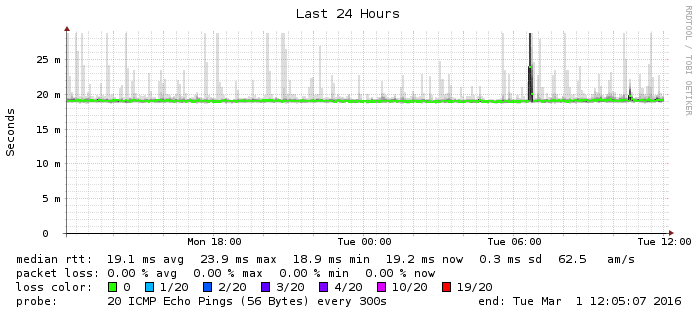 Last 24 Hours
RRDTOOL / TOBI OETIKER
Seconds
25 m
20 m
15 m
10 m
5 m
0
Mon 18:00 Tue 00:00 Tue 06:00 Tue 12:00
median rtt: 19.1 ms avg 23.9 ms max 18.9 ms min 19.2 ms now 0.3 ms sd 62.5 am/s
packet loss: 0.00 % avg 0.00 % max 0.00 % min 0.00 % now
loss color: 0 1/20 2/20 3/20 4/20 10/20 19/20
probe: 20 ICMP Echo Pings (56 Bytes) every 300s end: Tue Mar 1 12:05:07 2016